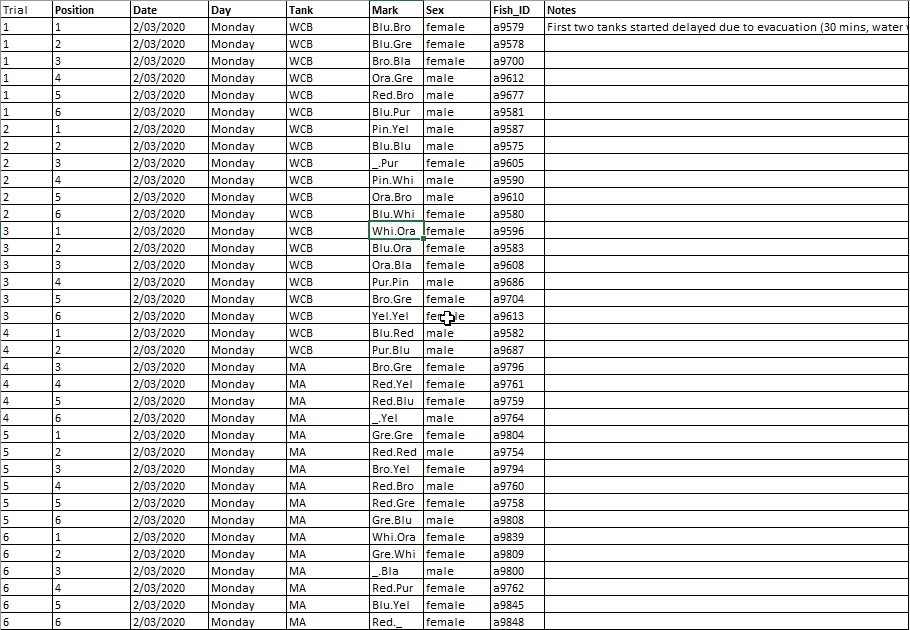 Trial Position Date Day Tank Mark Sex Fish_ID Notes
1 1 2/03/2020 Monday WCB Blu.Bro female a9579 First two tanks started delayed due to evacuation (30 mins, water
1 2 2/03/2020 Monday WCB Blu.Gre female a9578
1 3 2/03/2020 Monday WCB Bro.Bla female a9700
1 4 2/03/2020 Monday WCB Ora.Gre male a9612
1 5 2/03/2020 Monday WCB Red.Bro male a9677
1 6 2/03/2020 Monday WCB Blu.Pur male a9581
2 1 2/03/2020 Monday WCB Pin.Yel male a9587
2 2 2/03/2020 Monday WCB Blu.Blu male a9575
2 3 2/03/2020 Monday WCB _.Pur female a9605
2 4 2/03/2020 Monday WCB Pin.Whi male a9590
2 5 2/03/2020 Monday WCB Ora.Bro male a9610
2 6 2/03/2020 Monday WCB Blu.Whi female a9580
3 1 2/03/2020 Monday WCB Whi.Ora female a9596
3 2 2/03/2020 Monday WCB Blu.Ora female a9583
3 3 2/03/2020 Monday WCB Ora.Bla female a9608
3 4 2/03/2020 Monday WCB Pur.Pin male a9686
3 5 2/03/2020 Monday WCB Bro.Gre female a9704
3 6 2/03/2020 Monday WCB Yel.Yel female a9613
4 1 2/03/2020 Monday WCB Blu.Red male a9582
4 2 2/03/2020 Monday WCB Pur.Blu male a9687
4 3 2/03/2020 Monday MA Bro.Gre female a9796
4 4 2/03/2020 Monday MA Red.Yel female a9761
4 5 2/03/2020 Monday MA Red.Blu female a9759
4 6 2/03/2020 Monday MA _.Yel male a9764
5 1 2/03/2020 Monday MA Gre.Gre female a9804
5 2 2/03/2020 Monday MA Red.Red male a9754
5 3 2/03/2020 Monday MA Bro.Yel female a9794
5 4 2/03/2020 Monday MA Red.Bro male a9760
5 5 2/03/2020 Monday MA Red.Gre female a9758
5 6 2/03/2020 Monday MA Gre.Blu male a9808
6 1 2/03/2020 Monday MA Whi.Ora female a9839
6 2 2/03/2020 Monday MA Gre.Whi female a9809
6 3 2/03/2020 Monday MA _.Bla male a9800
6 4 2/03/2020 Monday MA Red.Pur female a9762
6 5 2/03/2020 Monday MA Blu.Yel female a9845
6 6 2/03/2020 Monday MA Red._ female a9848